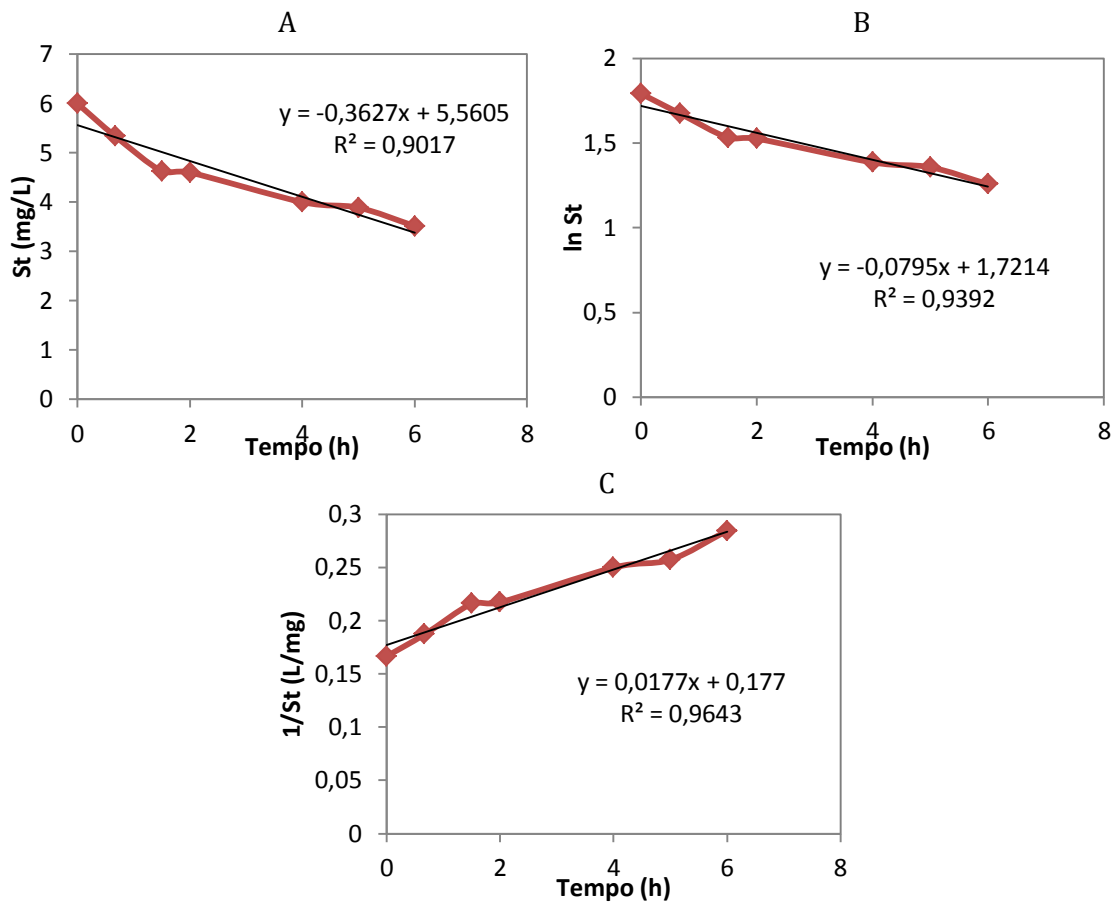 A
7
6
5
4
3
2
1
0
St (mg/L)
y = -0,3627x + 5,5605
R² = 0,9017
0 2 4 6 8
Tempo (h)
B
2
1,5
1
0,5
0
ln St
y = -0,0795x + 1,7214
R² = 0,9392
0 2 4 6 8
Tempo (h)
C
0,3
0,25
0,2
0,15
0,1
0,05
0
1/St (L/mg)
y = 0,0177x + 0,177
R² = 0,9643
0 2 4 6 8
Tempo (h)